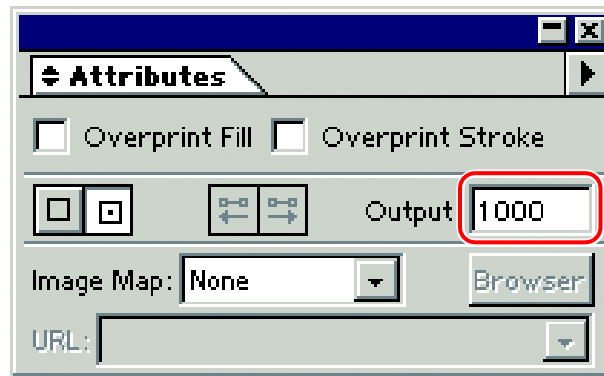 Attributes
Overprint Fill Overprint Stroke
Output 1000
Image Map: None Browser
URL: